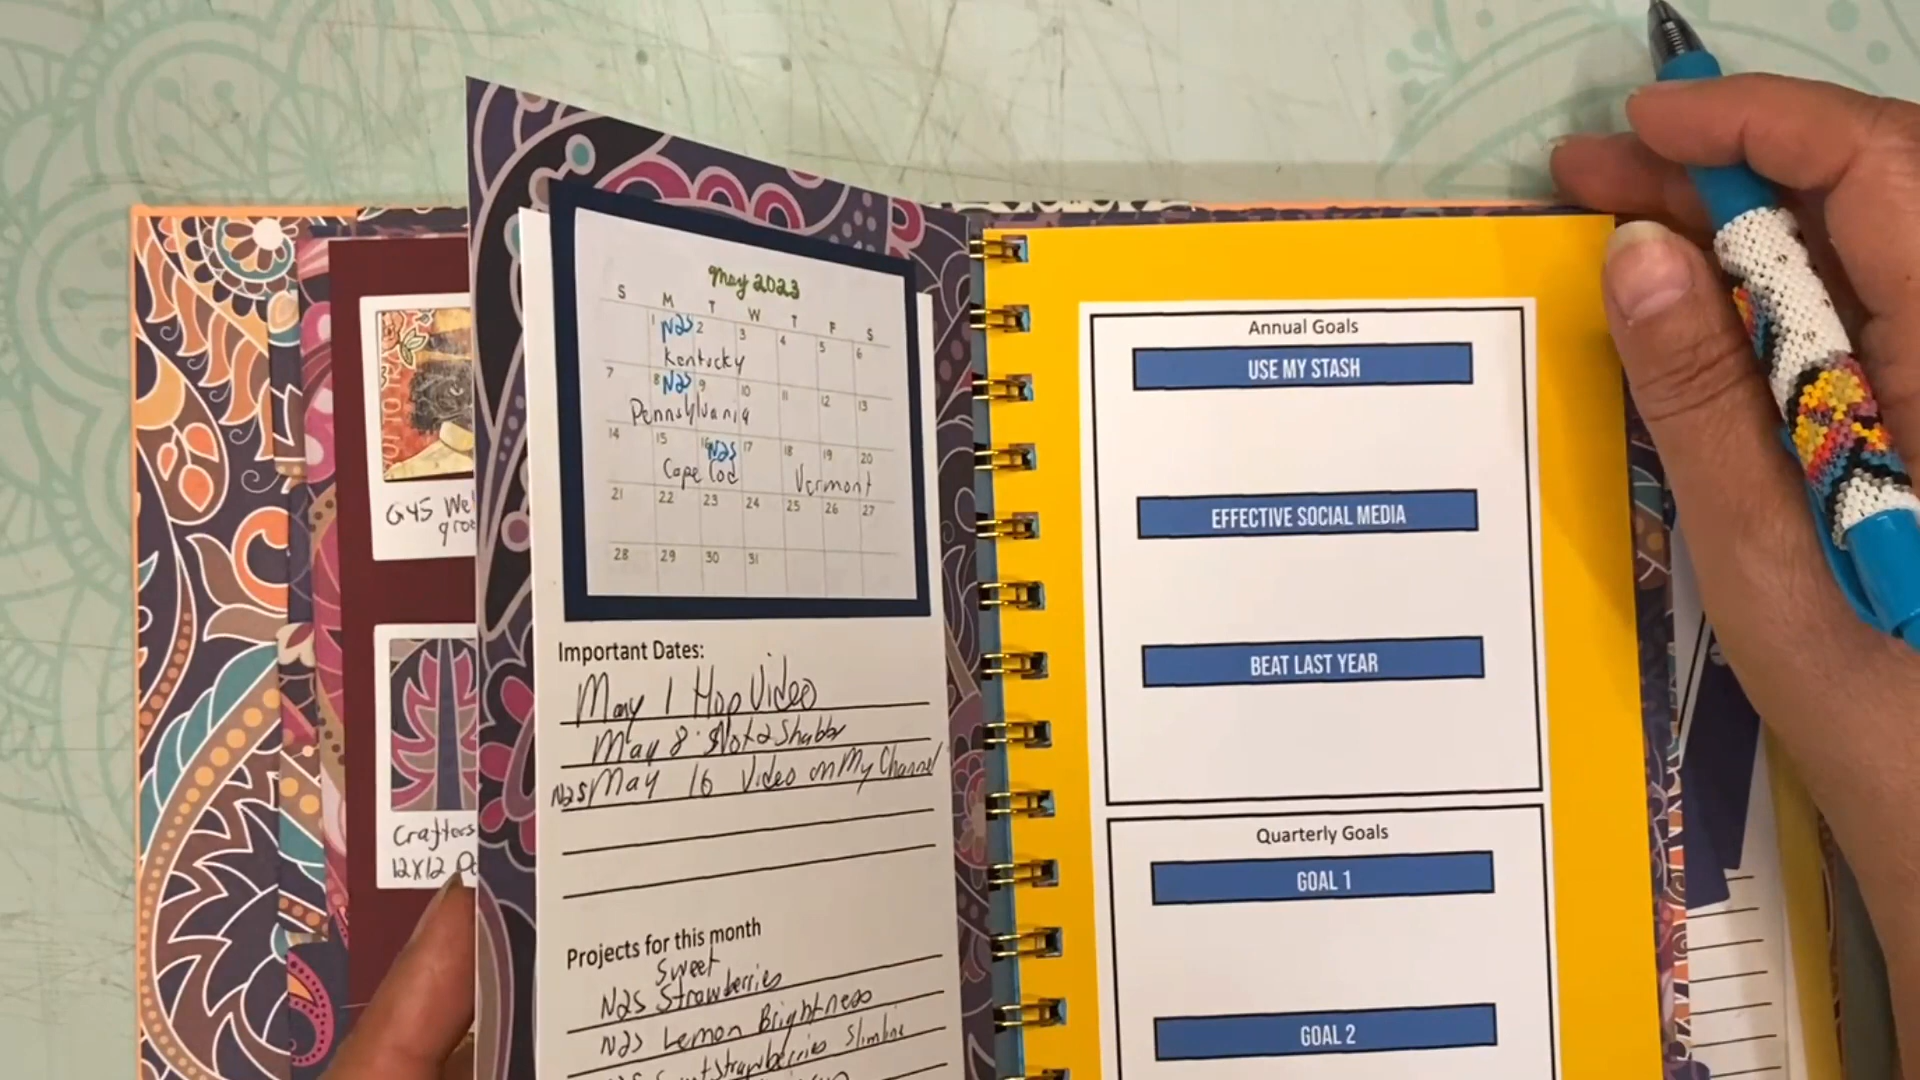 May 2023
S M T W T F S
1 N2S 2 3 4 5 6
Kentucky
7 8 N2S 9 10 11 12 13
Pennsylvania
14 15 16 N2S 17 18 19 20
Cape Cod Vermont
21 22 23 24 25 26 27
28 29 30 31
Important Dates:
May 1 Hop Video
May 8 Not 2 Shabby
N2S May 16 Video on My Channel
Projects for this month
Sweet
N2S Strawberries
N2S Lemon Brightness
Strawberries Slimline
G45
Crafters
12X12
Annual Goals
USE MY STASH
EFFECTIVE SOCIAL MEDIA
BEAT LAST YEAR
Quarterly Goals
GOAL 1
GOAL 2